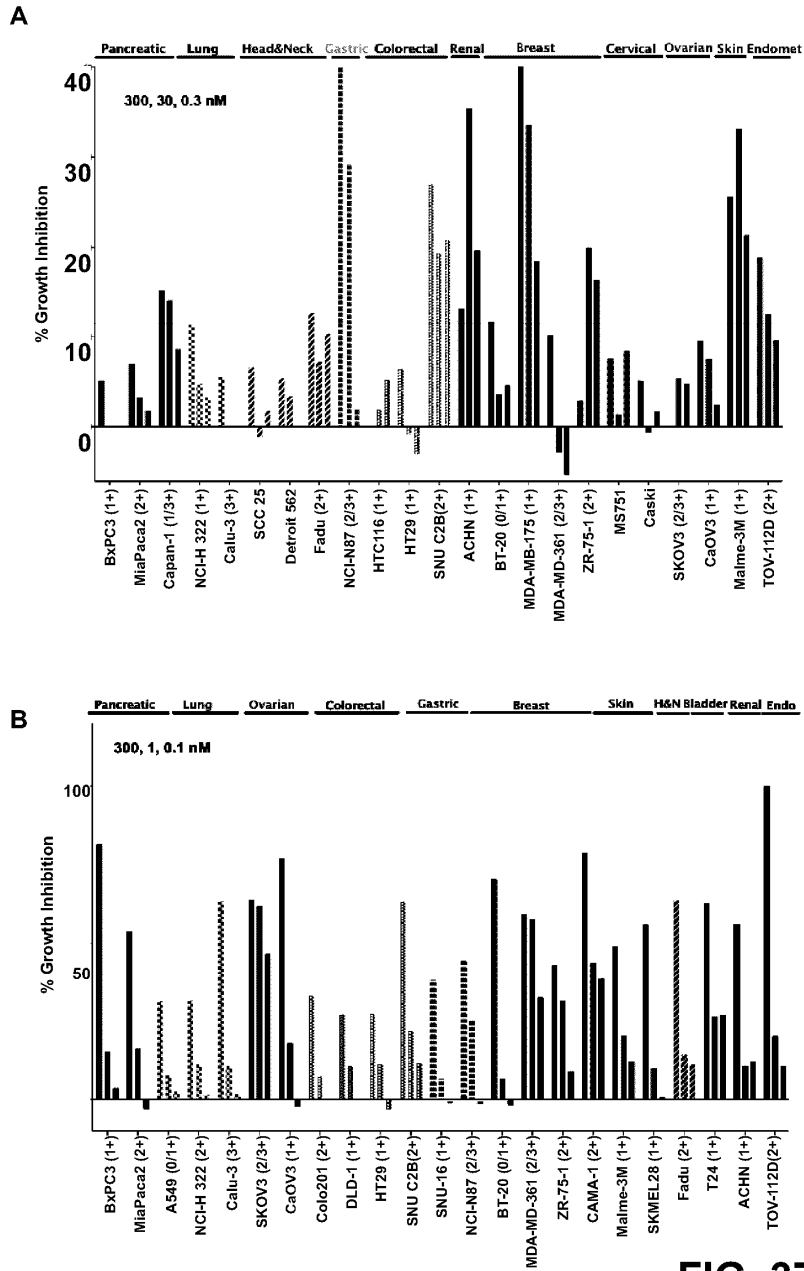 A
Pancreatic Lung Head&Neck Gastric Colorectal Renal Breast Cervical Ovarian Skin Endomet
40
300, 30, 0.3 nM
30
20
10
0
% Growth Inhibition
BxPC3 (1+)
MiaPaca2 (2+)
Capan-1 (1/3+)
NCI-H 322 (1+)
Calu-3 (3+)
SCC 25
Detroit 562
Fadu (2+)
NCI-N87 (2/3+)
HTC116 (1+)
HT29 (1+)
SNU C2B(2+)
ACHN (1+)
BT-20 (0/1+)
MDA-MB-175 (1+)
MDA-MD-361 (2/3+)
ZR-75-1 (2+)
MS751
Caski
SKOV3 (2/3+)
CaOV3 (1+)
Malme-3M (1+)
TOV-112D (2+)
B
Pancreatic Lung Ovarian Colorectal Gastric Breast Skin H&N Bladder Renal Endo
300, 1, 0.1 nM
100
50
% Growth Inhibition
BxPC3 (1+)
MiaPaca2 (2+)
A549 (0/1+)
NCI-H 322 (2+)
Calu-3 (3+)
SKOV3 (2/3+)
CaOV3 (1+)
Colo201 (2+)
DLD-1 (1+)
HT29 (1+)
SNU C2B(2+)
SNU-16 (1+)
NCI-N87 (2/3+)
BT-20 (0/1+)
MDA-MD-361 (2/3+)
ZR-75-1 (2+)
CAMA-1 (2+)
Malme-3M (1+)
SKMEL28 (1+)
Fadu (2+)
T24 (1+)
ACHN (1+)
TOV-112D(2+)
FIG. 27